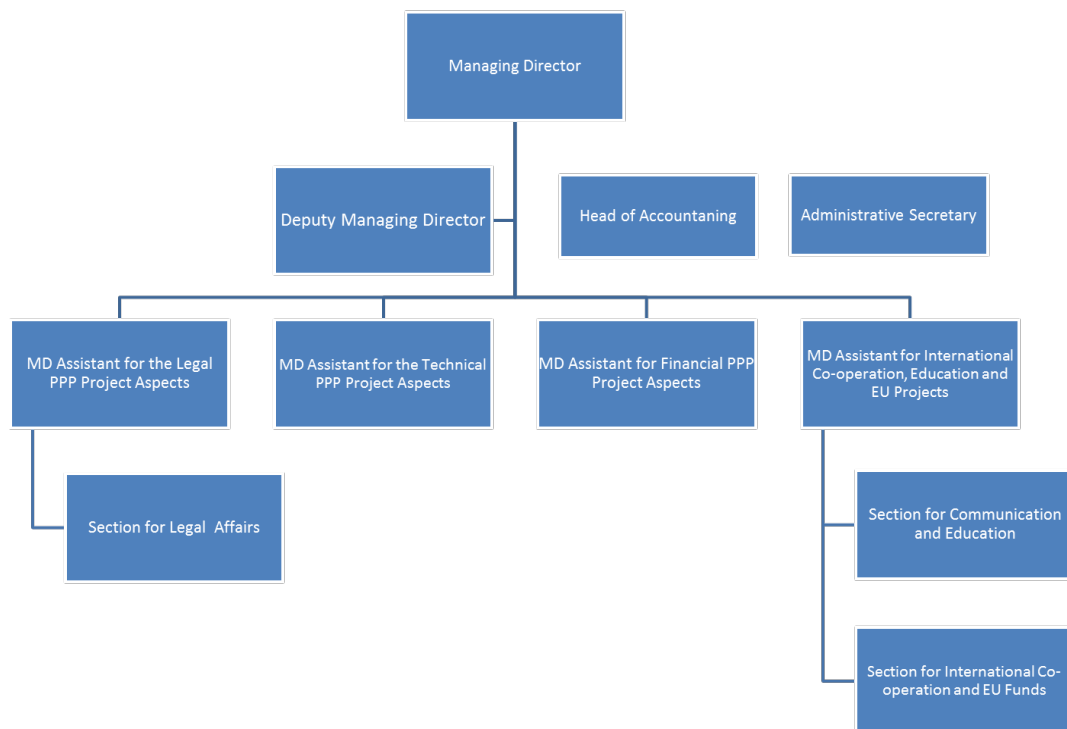 Managing Director
Deputy Managing Director
Head of Accountaning
Administrative Secretary
MD Assistant for the Legal
PPP Project Aspects
MD Assistant for the Technical
PPP Project Aspects
MD Assistant for Financial PPP
Project Aspects
MD Assistant for International
Co-operation, Education and
EU Projects
Section for Legal Affairs
Section for Communication
and Education
Section for International Co-
operation and EU Funds